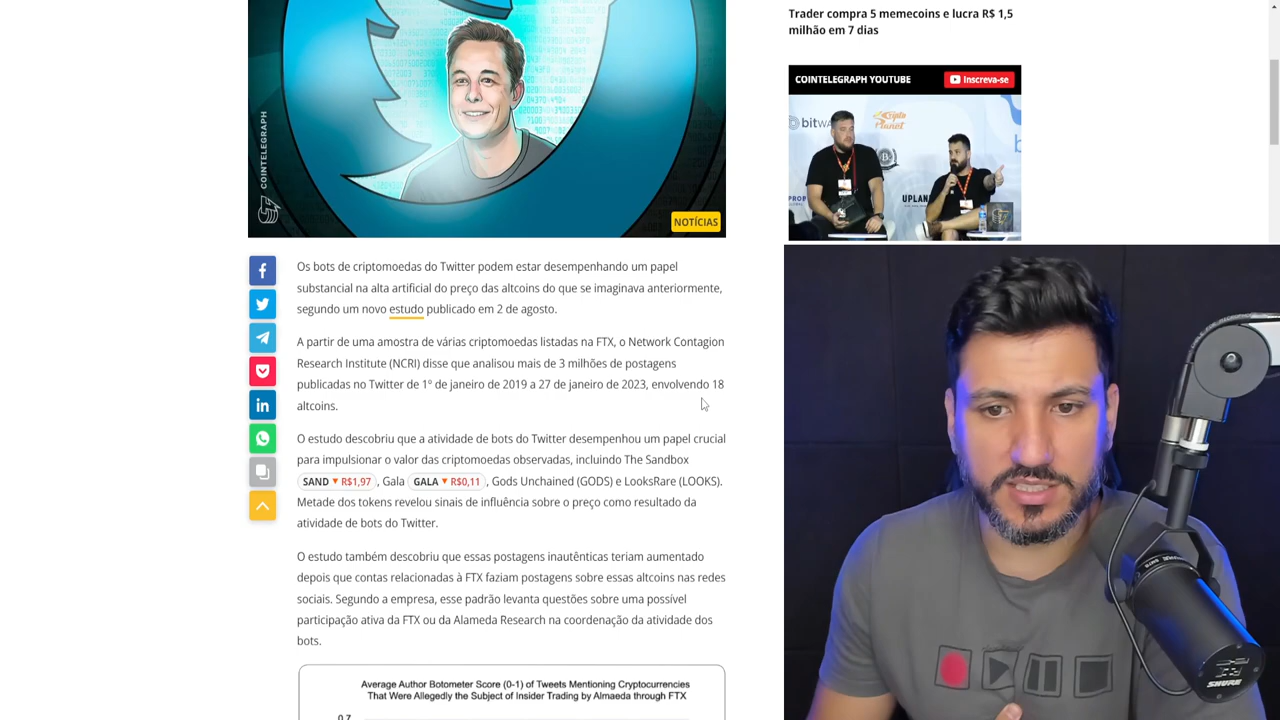 Trader compra 5 memecoins e lucra R$ 1,5
milhão em 7 dias
COINTELEGRAPH YOUTUBE
Inscreva-se
COINTELEGRAPH
NOTÍCIAS
Os bots de criptomoedas do Twitter podem estar desempenhando um papel
substancial na alta artificial do preço das altcoins do que se imaginava anteriormente,
segundo um novo estudo publicado em 2 de agosto.
A partir de uma amostra de várias criptomoedas listadas na FTX, o Network Contagion
Research Institute (NCRI) disse que analisou mais de 3 milhões de postagens
publicadas no Twitter de 1º de janeiro de 2019 a 27 de janeiro de 2023, envolvendo 18
altcoins.
O estudo descobriu que a atividade de bots do Twitter desempenhou um papel crucial
para impulsionar o valor das criptomoedas observadas, incluindo The Sandbox
SAND ▼ R$1,97 , Gala GALA ▼ R$0,11 , Gods Unchained (GODS) e LooksRare (LOOKS).
Metade dos tokens revelou sinais de influência sobre o preço como resultado da
atividade de bots do Twitter.
O estudo também descobriu que essas postagens inautênticas teriam aumentado
depois que contas relacionadas à FTX faziam postagens sobre essas altcoins nas redes
sociais. Segundo a empresa, esse padrão levanta questões sobre uma possível
participação ativa da FTX ou da Alameda Research na coordenação da atividade dos
bots.
Average Author Botometer Score (0-1) of Tweets Mentioning Cryptocurrencies
That Were Allegedly the Subject of Insider Trading by Almaeda through FTX
0.7
SHURE